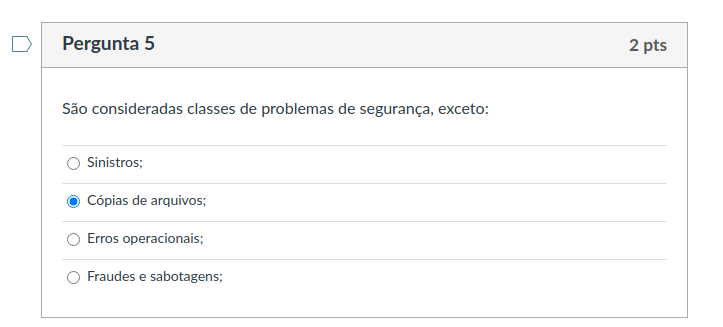 Pergunta 5
2 pts
São consideradas classes de problemas de segurança, exceto:
Sinistros;
Cópias de arquivos;
Erros operacionais;
Fraudes e sabotagens;